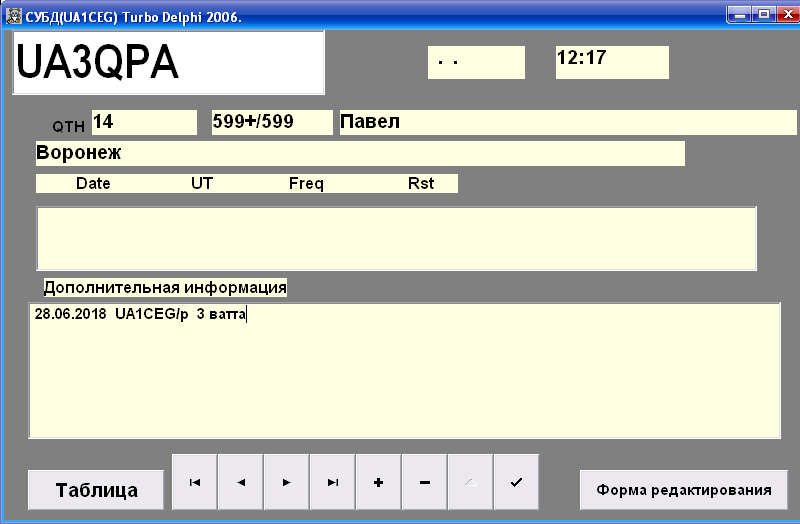 СУБД(UA1CEG) Turbo Delphi 2006.
UA3QPA
. . 12:17
QTH 14 599+/599 Павел
Воронеж
Date UT Freq Rst
Дополнительная информация
28.06.2018 UA1CEG/p 3 ватта
Таблица Форма редактирования